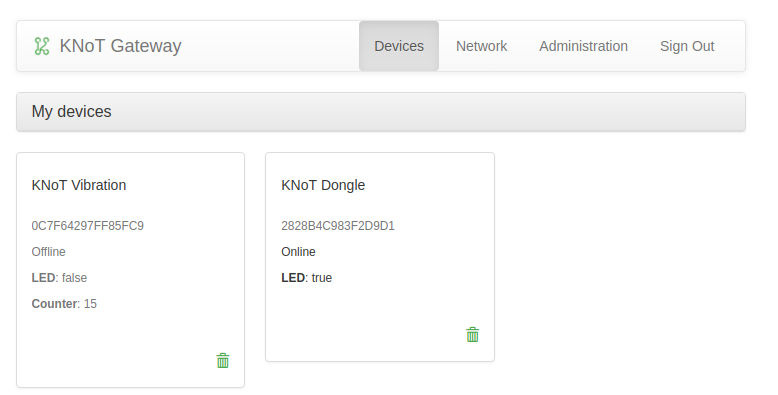 KNoT Gateway
Devices
Network
Administration
Sign Out
My devices
KNoT Vibration
0C7F64297FF85FC9
Offline
LED: false
Counter: 15
KNoT Dongle
2828B4C983F2D9D1
Online
LED: true